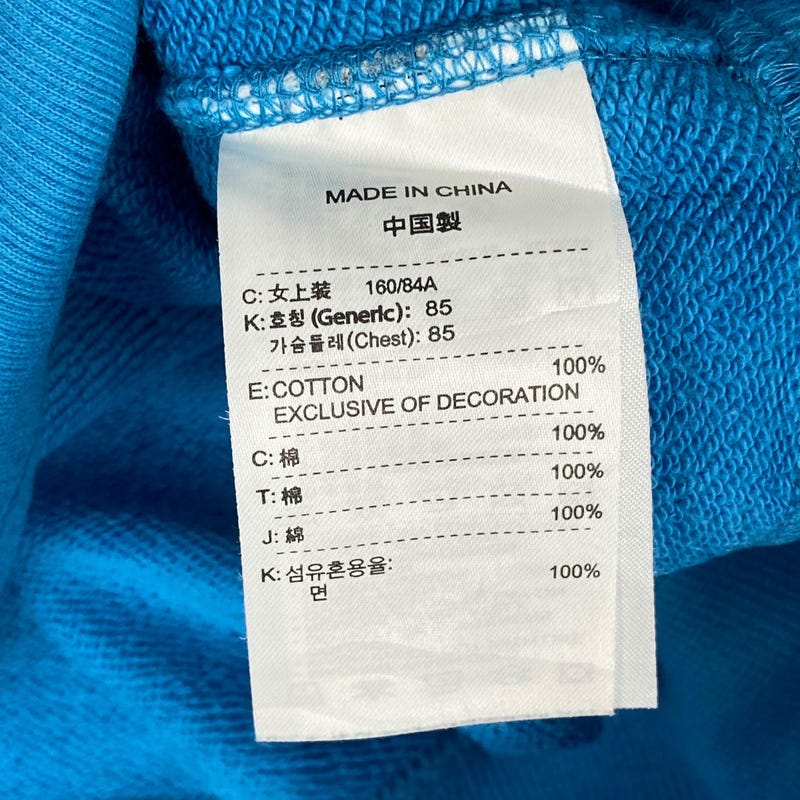 MADE IN CHINA
中国製
C: 女上装 160/84A
K: 호칭 (Generic): 85
가슴둘레(Chest): 85
E: COTTON 100%
EXCLUSIVE OF DECORATION
C: 棉 100%
T: 棉 100%
J: 綿 100%
K: 섬유혼용율: 100%
면